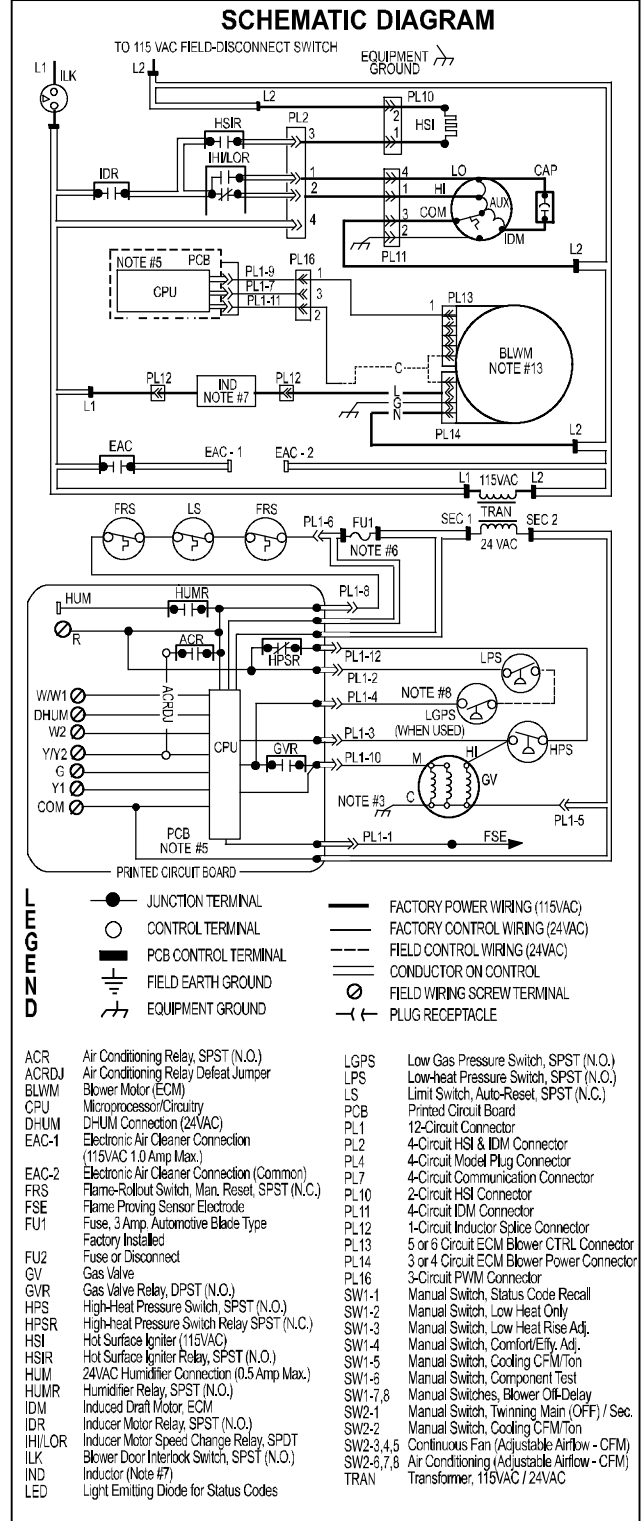 SCHEMATIC DIAGRAM
TO 115 VAC FIELD-DISCONNECT SWITCH
EQUIPMENT
GROUND
L1
ILK
L2
L2
PL10
2
1
HSI
HSIR
PL2
3
IHI/LOR
IDR
1
2
4
4
1
3
2
PL11
LO
HI
COM
AUX
IDM
CAP
L2
NOTE #5
PCB
CPU
PL1-9
PL1-7
PL1-11
PL16
1
3
2
1
PL13
BLWM
NOTE #13
C
L1
PL12
IND
NOTE #7
PL12
L
G
N
PL14
L2
EAC
EAC - 1
EAC - 2
L1
115VAC
L2
TRAN
SEC 1
24 VAC
SEC 2
FRS
LS
FRS
PL1-6
FU1
NOTE #6
HUM
HUMR
PL1-8
R
ACR
ACRDJ
HPSR
PL1-12
PL1-2
LPS
W/W1
DHUM
W2
Y/Y2
G
Y1
COM
CPU
PL1-4
NOTE #8
LGPS
(WHEN USED)
PL1-3
HPS
GVR
PL1-10
M
HI
GV
C
NOTE #3
PL1-5
PCB
NOTE #5
PL1-1
FSE
PRINTED CIRCUIT BOARD
LEGEND
JUNCTION TERMINAL
CONTROL TERMINAL
PCB CONTROL TERMINAL
FIELD EARTH GROUND
EQUIPMENT GROUND
FACTORY POWER WIRING (115VAC)
FACTORY CONTROL WIRING (24VAC)
FIELD CONTROL WIRING (24VAC)
CONDUCTOR ON CONTROL
FIELD WIRING SCREW TERMINAL
PLUG RECEPTACLE
ACR Air Conditioning Relay, SPST (N.O.)
ACRDJ Air Conditioning Relay Defeat Jumper
BLWM Blower Motor (ECM)
CPU Microprocessor/Circuitry
DHUM DHUM Connection (24VAC)
EAC-1 Electronic Air Cleaner Connection
(115VAC 1.0 Amp Max.)
EAC-2 Electronic Air Cleaner Connection (Common)
FRS Flame-Rollout Switch, Man. Reset, SPST (N.C.)
FSE Flame Proving Sensor Electrode
FU1 Fuse, 3 Amp, Automotive Blade Type
Factory Installed
FU2 Fuse or Disconnect
GV Gas Valve
GVR Gas Valve Relay, DPST (N.O.)
HPS High-Heat Pressure Switch, SPST (N.O.)
HPSR High-heat Pressure Switch Relay SPST (N.C.)
HSI Hot Surface Igniter (115VAC)
HSIR Hot Surface Igniter Relay, SPST (N.O.)
HUM 24VAC Humidifier Connection (0.5 Amp Max.)
HUMR Humidifier Relay, SPST (N.O.)
IDM Induced Draft Motor, ECM
IDR Inducer Motor Relay, SPST (N.O.)
IHI/LOR Inducer Motor Speed Change Relay, SPDT
ILK Blower Door Interlock Switch, SPST (N.O.)
IND Inductor (Note #7)
LED Light Emitting Diode for Status Codes
LGPS Low Gas Pressure Switch, SPST (N.O.)
LPS Low-heat Pressure Switch, SPST (N.O.)
LS Limit Switch, Auto-Reset, SPST (N.C.)
PCB Printed Circuit Board
PL1 12-Circuit Connector
PL2 4-Circuit HSI & IDM Connector
PL4 4-Circuit Model Plug Connector
PL7 4-Circuit Communication Connector
PL10 2-Circuit HSI Connector
PL11 4-Circuit IDM Connector
PL12 1-Circuit Inductor Splice Connector
PL13 5 or 6 Circuit ECM Blower CTRL Connector
PL14 3 or 4 Circuit ECM Blower Power Connector
PL16 3-Circuit PWM Connector
SW1-1 Manual Switch, Status Code Recall
SW1-2 Manual Switch, Low Heat Only
SW1-3 Manual Switch, Low Heat Rise Adj.
SW1-4 Manual Switch, Comfort/Effy. Adj.
SW1-5 Manual Switch, Cooling CFM/Ton
SW1-6 Manual Switch, Component Test
SW1-7,8 Manual Switches, Blower Off-Delay
SW2-1 Manual Switch, Twinning Main (OFF) / Sec.
SW2-2 Manual Switch, Cooling CFM/Ton
SW2-3,4,5 Continuous Fan (Adjustable Airflow - CFM)
SW2-6,7,8 Air Conditioning (Adjustable Airflow - CFM)
TRAN Transformer, 115VAC / 24VAC